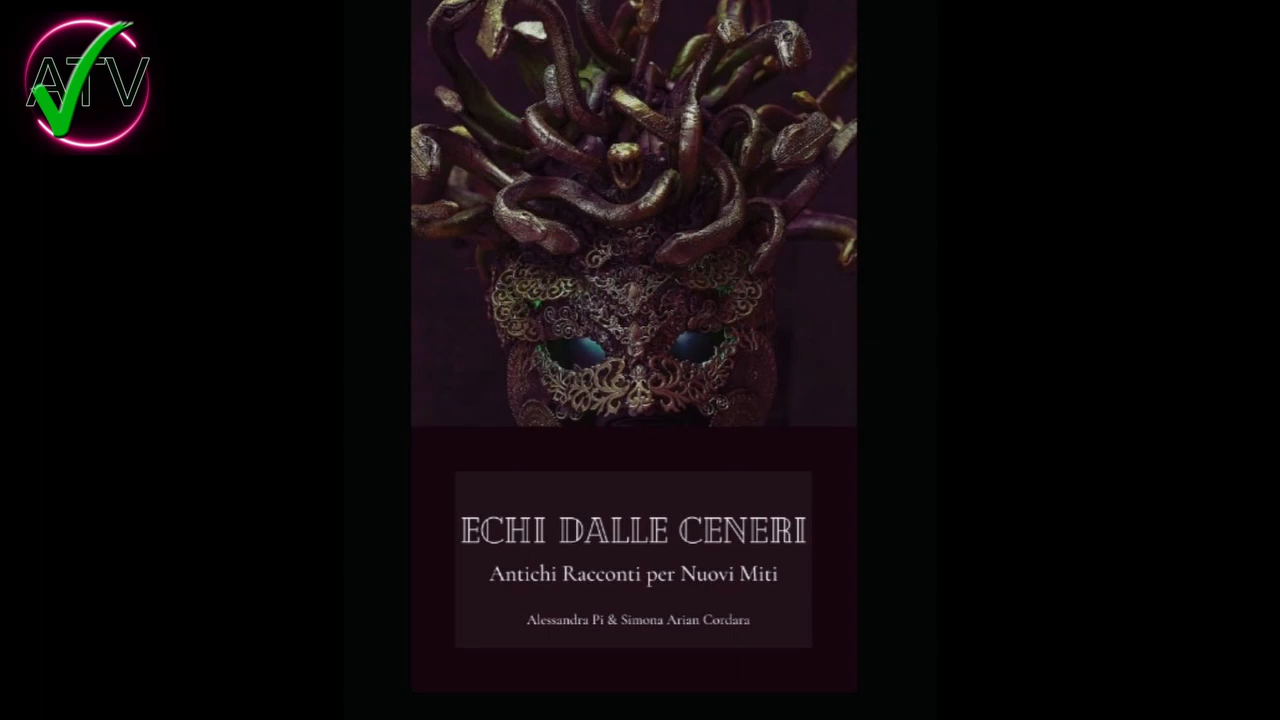 ATV
ECHI DALLE CENERI
Antichi Racconti per Nuovi Miti
Alessandra Pi & Simona Arian Cordara